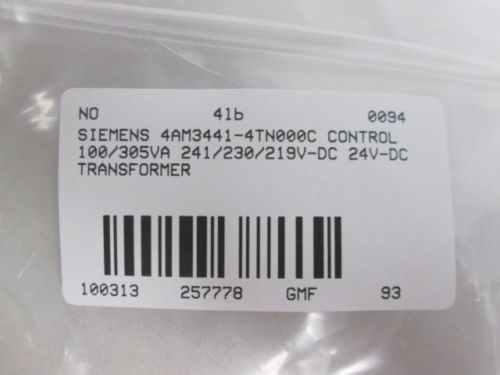 NO 4lb 0094
SIEMENS 4AM3441-4TN000C CONTROL
100/305VA 241/230/219V-DC 24V-DC
TRANSFORMER
100313 257778 GMF 93